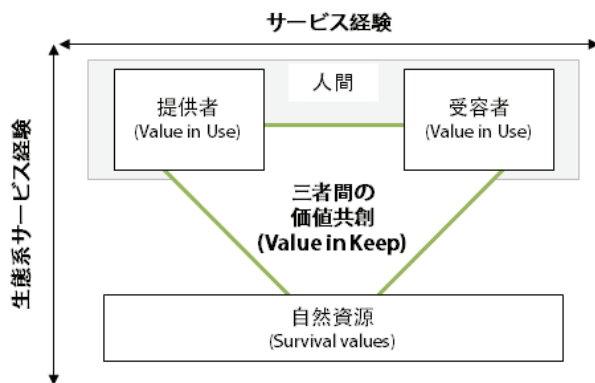 サービス経験
人間
提供者
(Value in Use)
受容者
(Value in Use)
生態系サービス経験
三者間の
価値共創
(Value in Keep)
自然資源
(Survival values)